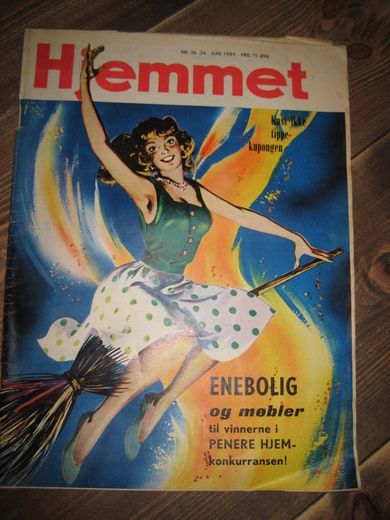 NR. 26 . 24. JUNI 1959 - PRIS 75 ØRE
Hjemmet
Kast ikke
tippe-
kupongen
ENEBOLIG
og møbler
til vinnerne i
PENERE HJEM-
konkurransen!